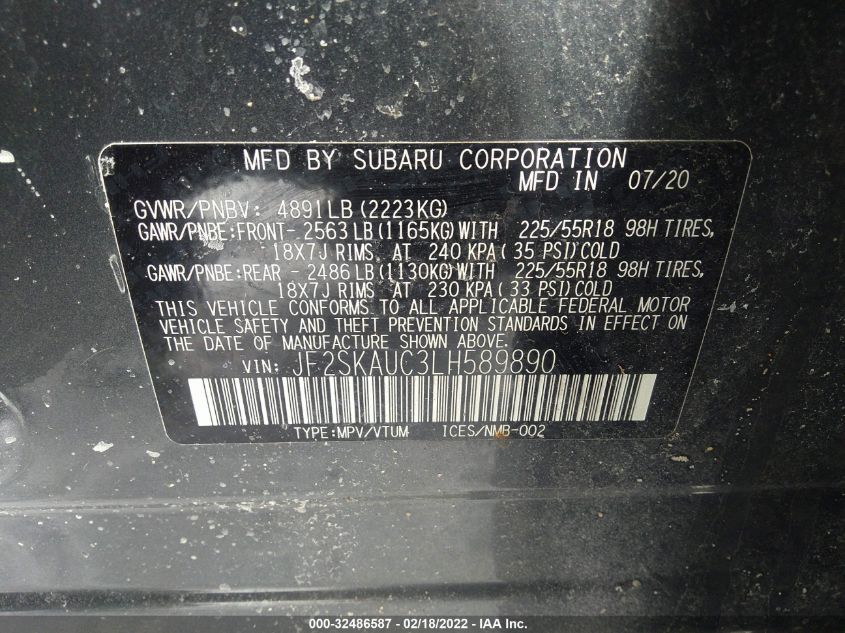 MFD BY SUBARU CORPORATION
MFD IN 07/20
GVWR/PNBV: 4891LB (2223KG)
GAWR/PNBE:FRONT- 2563 LB (1165KG) WITH 225/55R18 98H TIRES,
18X7J RIMS, AT 240 KPA ( 35 PSI) COLD
GAWR/PNBE:REAR - 2486 LB (1130KG) WITH 225/55R18 98H TIRES,
18X7J RIMS, AT 230 KPA ( 33 PSI) COLD
THIS VEHICLE CONFORMS TO ALL APPLICABLE FEDERAL MOTOR
VEHICLE SAFETY AND THEFT PREVENTION STANDARDS IN EFFECT ON
THE DATE OF MANUFACTURE SHOWN ABOVE.
VIN: JF2SKAUC3LH589890
TYPE:MPV/VTUM ICES/NMB-002
000-32486587 - 02/18/2022 - Copyright © IAA, Inc.